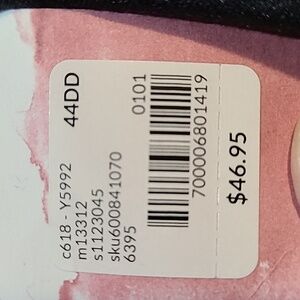 44DD
c618 - Y5992
m13312
s1123045
sku600841070
6395
0101
700006801419
$46.95